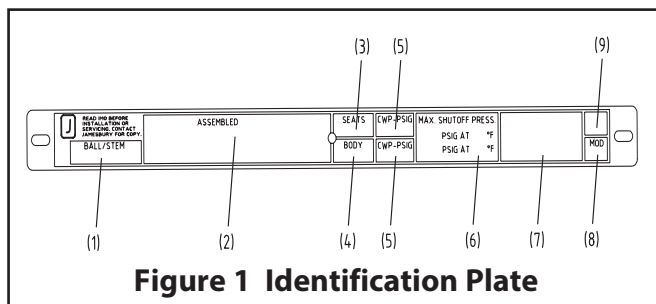 (3) (5) (9)
J
READ IMO BEFORE
INSTALLATION OR
SERVICING. CONTACT
JAMESBURY FOR COPY.
BALL/STEM
ASSEMBLED
SEATS
CWP-PSIG
BODY
CWP-PSIG
MAX. SHUTOFF PRESS.
PSIG AT °F
PSIG AT °F
MOD
(1) (2) (4) (5) (6) (7) (8)
Figure 1 Identification Plate